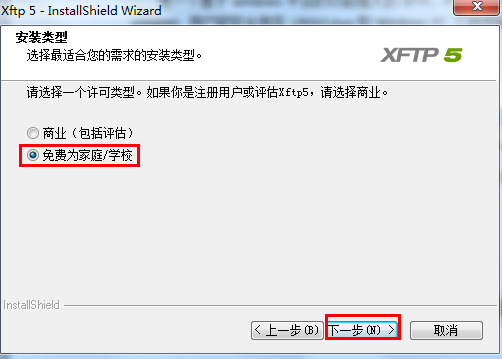 Xftp 5 - InstallShield Wizard
安装类型
选择最适合您的需求的安装类型。
XFTP 5
请选择一个许可类型。如果你是注册用户或评估Xftp5，请选择商业。
商业（包括评估）
免费为家庭/学校
InstallShield
< 上一步(B)
下一步(N) >
取消